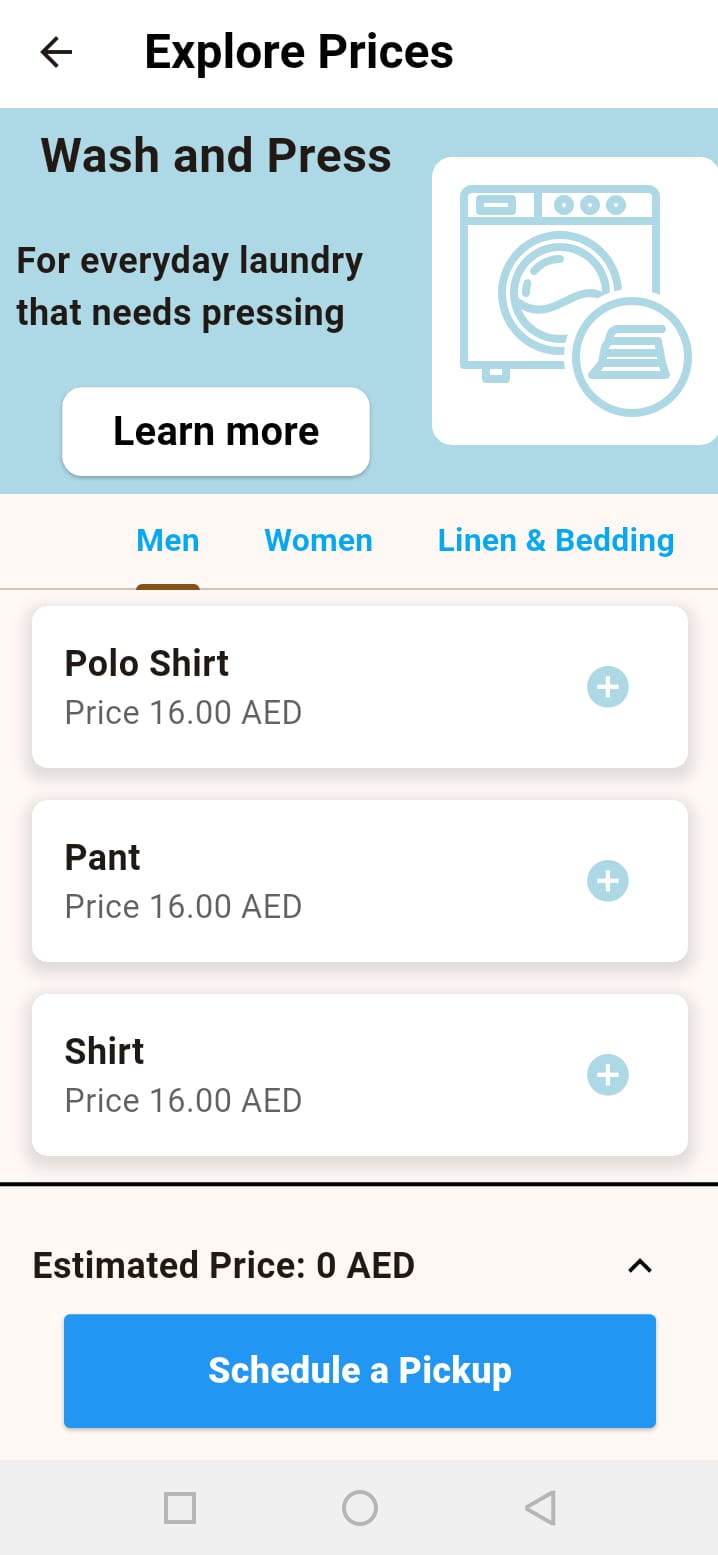 Explore Prices
Wash and Press
For everyday laundry
that needs pressing
Learn more
Men Women Linen & Bedding
Polo Shirt
Price 16.00 AED
Pant
Price 16.00 AED
Shirt
Price 16.00 AED
Estimated Price: 0 AED
Schedule a Pickup